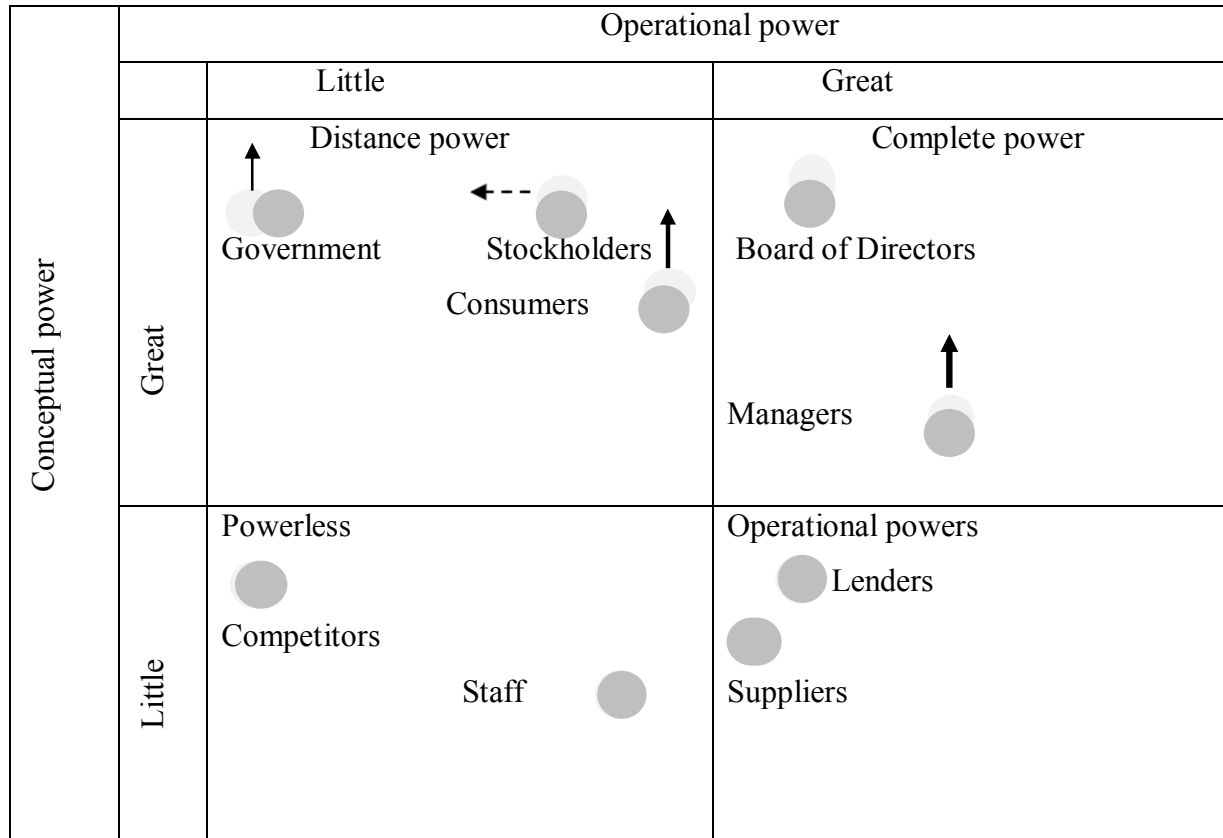 Operational power
Little
Great
Conceptual power
Great
Distance power
Government
Stockholders
Consumers
Complete power
Board of Directors
Managers
Little
Powerless
Competitors
Staff
Operational powers
Lenders
Suppliers